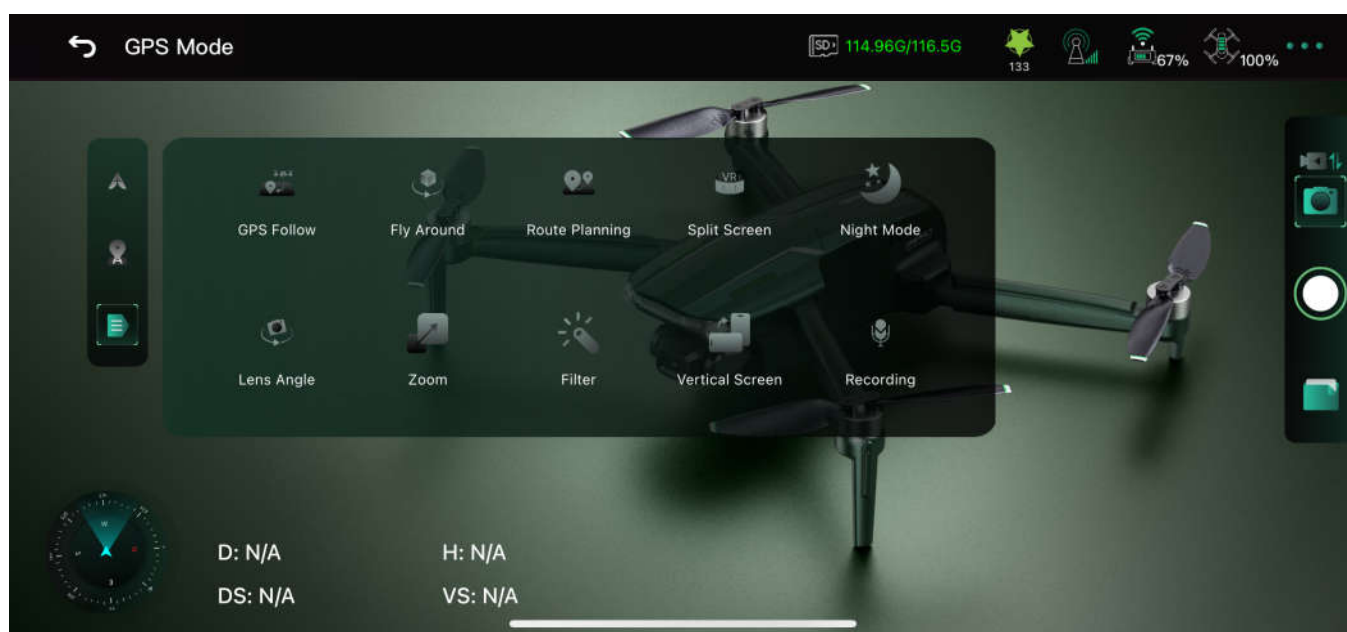 GPS Mode
SD 114.96G/116.5G
133
67%
100%
GPS Follow
Fly Around
Route Planning
VR
Split Screen
Night Mode
Lens Angle
Zoom
Filter
Vertical Screen
Recording
W
D: N/A
H: N/A
DS: N/A
VS: N/A